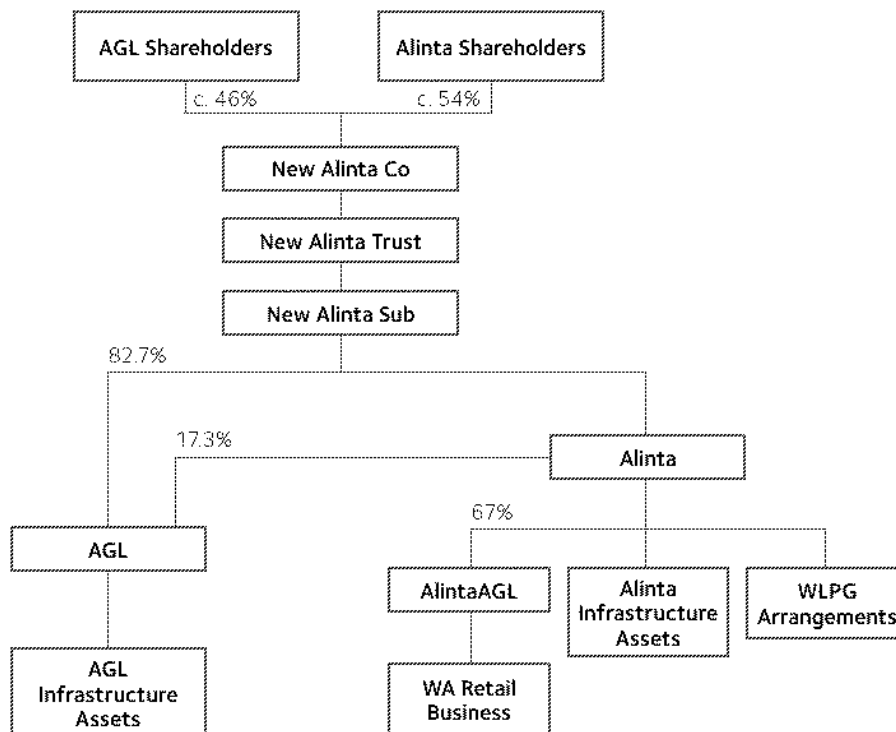 AGL Shareholders
Alinta Shareholders
c. 46%
c. 54%
New Alinta Co
New Alinta Trust
New Alinta Sub
82.7%
17.3%
Alinta
67%
AGL
AlintaAGL
Alinta
Infrastructure
Assets
WLPG
Arrangements
AGL
Infrastructure
Assets
WA Retail
Business